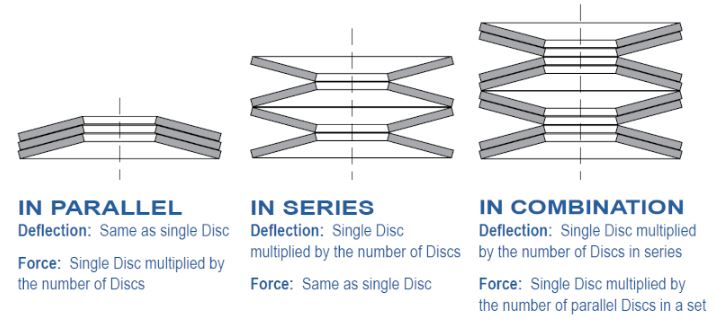 IN PARALLEL
Deflection: Same as single Disc
Force: Single Disc multiplied by
the number of Discs
IN SERIES
Deflection: Single Disc
multiplied by the number of Discs
Force: Same as single Disc
IN COMBINATION
Deflection: Single Disc multiplied
by the number of Discs in series
Force: Single Disc multiplied by
the number of parallel Discs in a set